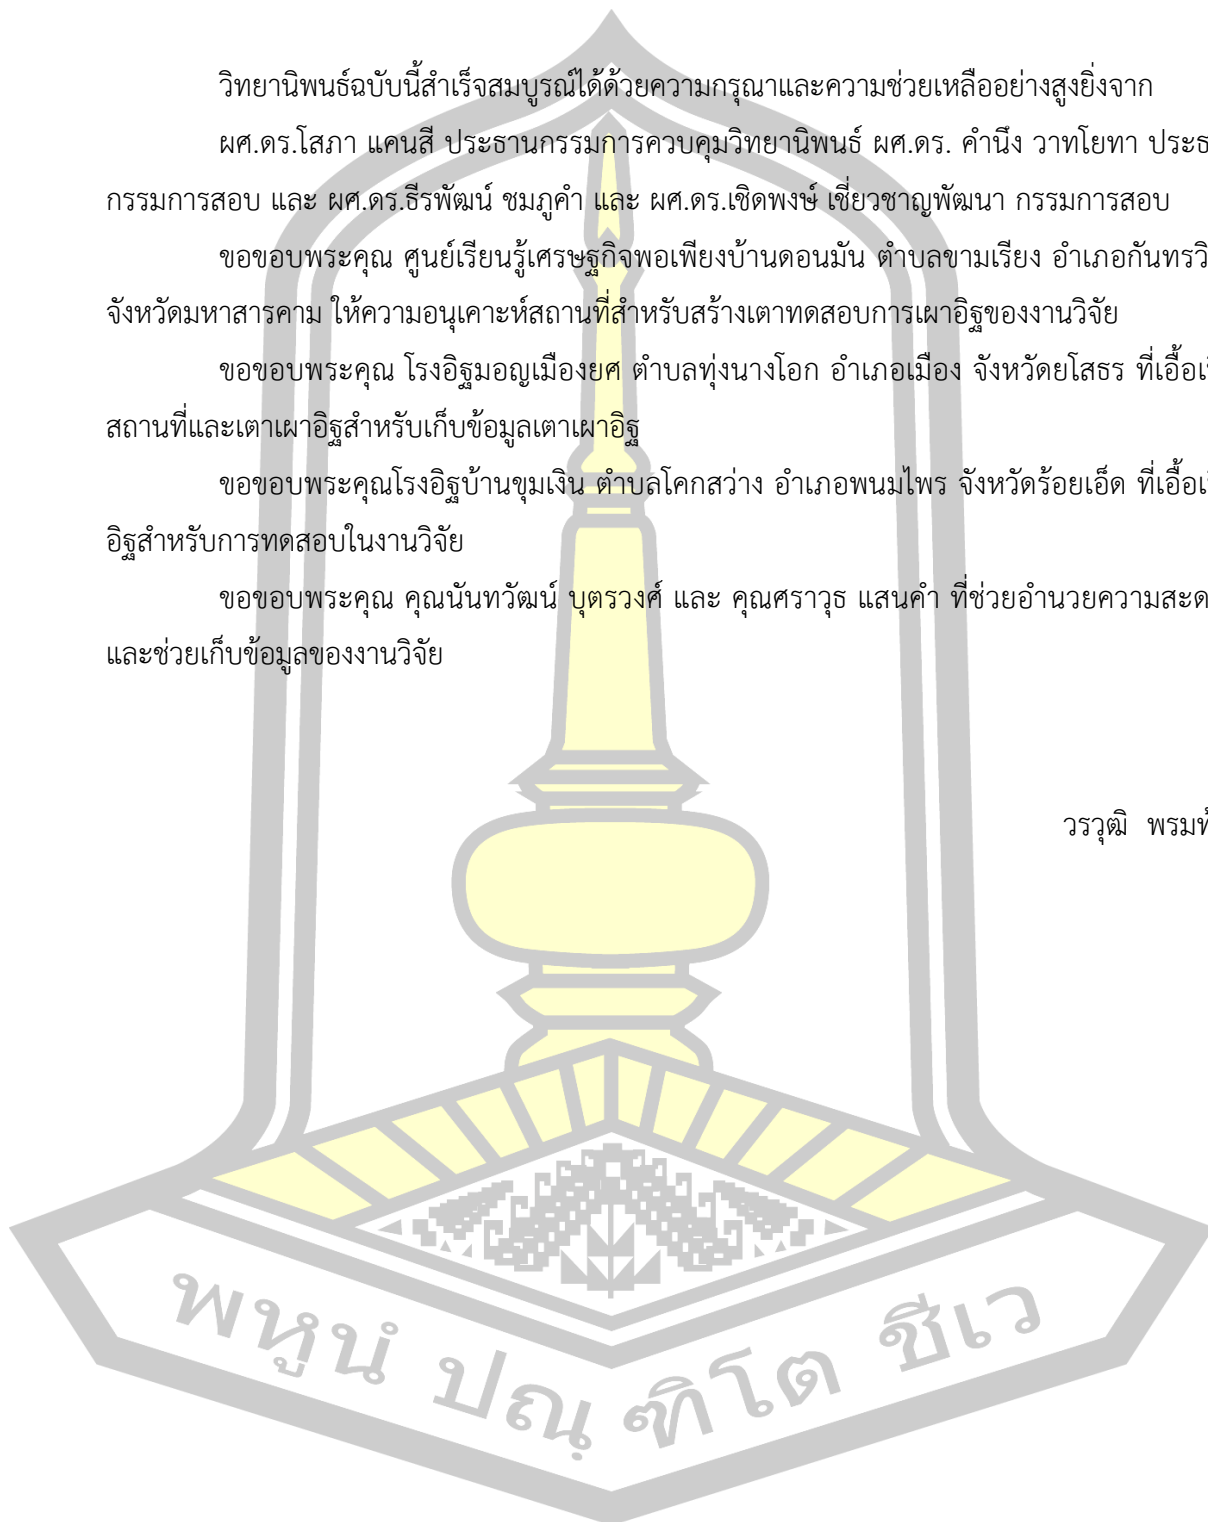 วิทยานิพนธ์ฉบับนี้สำเร็จสมบูรณ์ได้ด้วยความกรุณาและความช่วยเหลืออย่างสูงยิ่งจาก
ผศ.ดร.โสภา แคนสี ประธานกรรมการควบคุมวิทยานิพนธ์ ผศ.ดร. คำนึง วาทโยทา
กรรมการสอบ และ ผศ.ดร.ธีรพัฒน์ ชมภูคำ และ ผศ.ดร.เชิดพงษ์ เชี่ยวชาญพัฒนา กรรมการสอบ
ขอขอบพระคุณ ศูนย์เรียนรู้เศรษฐกิจพอเพียงบ้านดอนมัน ตำบลขามเรียง
จังหวัดมหาสารคาม ให้ความอนุเคราะห์สถานที่สำหรับสร้างเตาทดสอบการเผาอิฐของงานวิจัย
ขอขอบพระคุณ โรงอิฐมอญเมืองยศ ตำบลทุ่งนางโอก อำเภอเมือง จังหวัดยโสธร
สถานที่และเตาเผาอิฐสำหรับเก็บข้อมูลเตาเผาอิฐ
ขอขอบพระคุณโรงอิฐบ้านขุมเงิน ตำบลโคกสว่าง อำเภอพนมไพร จังหวัดร้อยเอ็ด
อิฐสำหรับการทดสอบในงานวิจัย
ขอขอบพระคุณ คุณนันทวัฒน์ บุตรวงศ์ และ คุณศราวุธ แสนคำ
และช่วยเก็บข้อมูลของงานวิจัย
วรวุฒิ
พหูนํ ปณฺ ฑิโต ชีเว